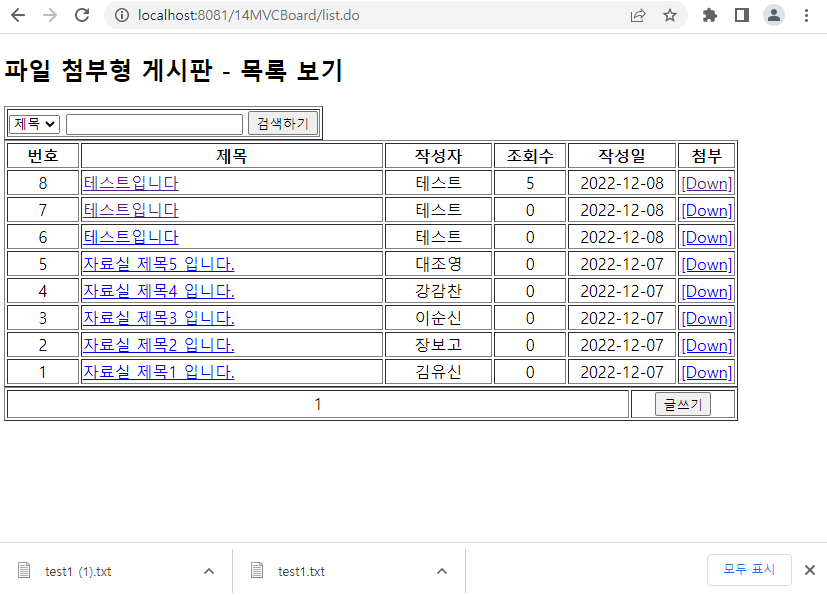 localhost:8081/14MVCBoard/list.do
파일 첨부형 게시판 - 목록 보기
제목 검색하기
번호 제목 작성자 조회수 작성일 첨부
8 테스트입니다 테스트 5 2022-12-08 [Down]
7 테스트입니다 테스트 0 2022-12-08 [Down]
6 테스트입니다 테스트 0 2022-12-08 [Down]
5 자료실 제목5 입니다. 대조영 0 2022-12-07 [Down]
4 자료실 제목4 입니다. 강감찬 0 2022-12-07 [Down]
3 자료실 제목3 입니다. 이순신 0 2022-12-07 [Down]
2 자료실 제목2 입니다. 장보고 0 2022-12-07 [Down]
1 자료실 제목1 입니다. 김유신 0 2022-12-07 [Down]
1 글쓰기
test1 (1).txt test1.txt 모두 표시